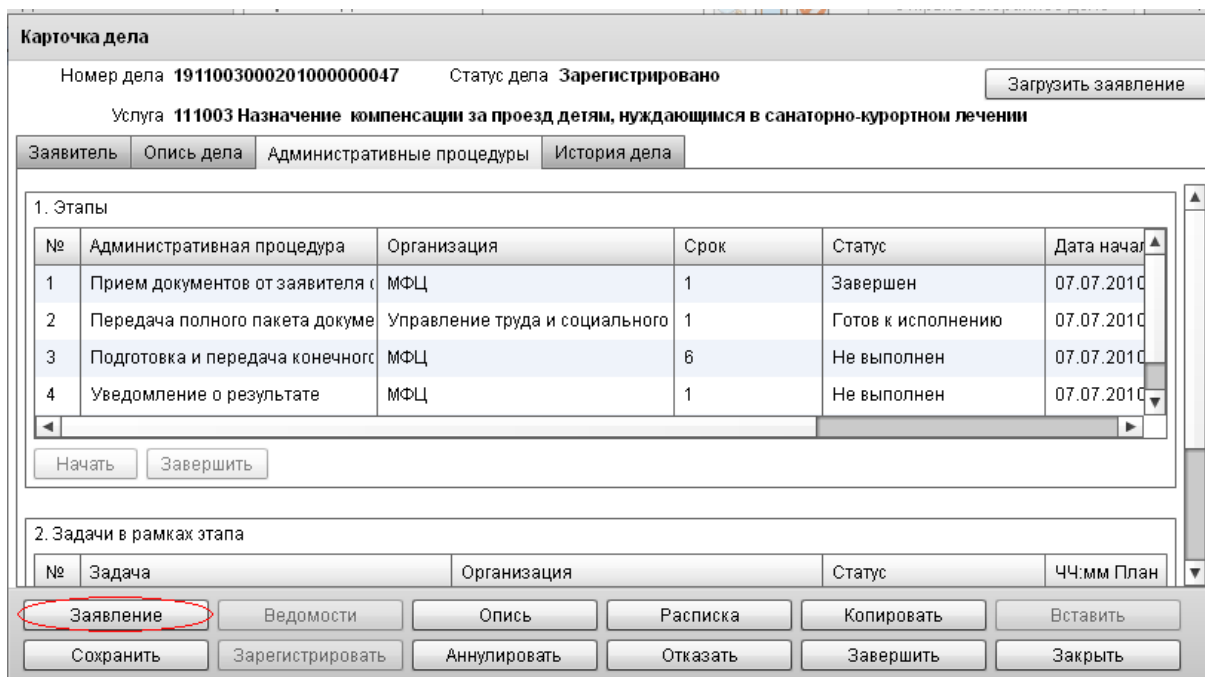 Карточка дела
Номер дела 1911003000201000000047 Статус дела Зарегистрировано
Загрузить заявление
Услуга 111003 Назначение компенсации за проезд детям, нуждающимся в санаторно-курортном лечении
Заявитель Опись дела Административные процедуры История дела
1. Этапы
№ Административная процедура Организация Срок Статус Дата начал
1 Прием документов от заявителя с МФЦ 1 Завершен 07.07.2010
2 Передача полного пакета докуме Управление труда и социального 1 Готов к исполнению 07.07.2010
3 Подготовка и передача конечного МФЦ 6 Не выполнен 07.07.2010
4 Уведомление о результате МФЦ 1 Не выполнен 07.07.2010
Начать Завершить
2. Задачи в рамках этапа
№ Задача Организация Статус ЧЧ:мм План
Заявление Ведомости Опись Расписка Копировать Вставить
Сохранить Зарегистрировать Аннулировать Отказать Завершить Закрыть